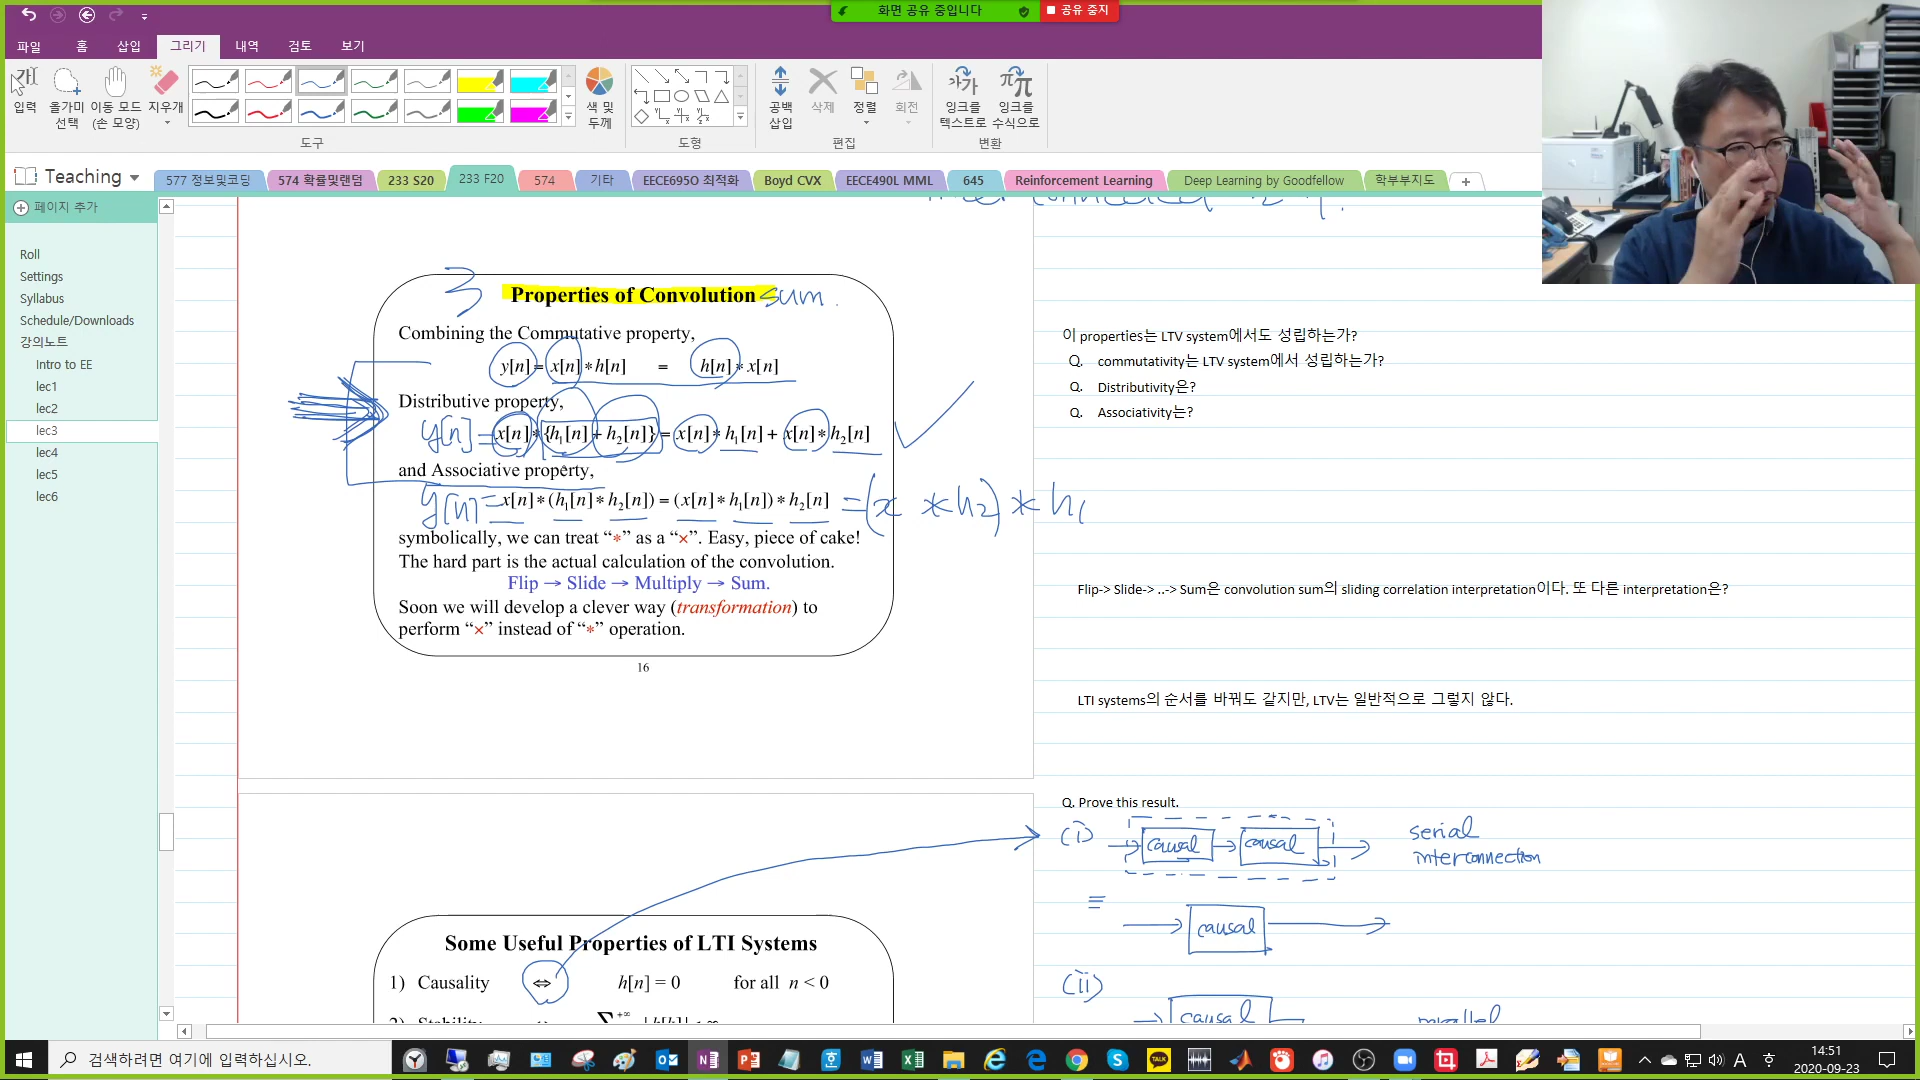 화면 공유 중입니다
공유 중지
파일 홈 삽입 그리기 내역 검토 보기
입력
올가미
선택
이동 모드
(손 모양)
지우개
색 및
두께
공백
삽입
삭제
정렬
회전
잉크를
텍스트로
잉크를
수식으로
도구
도형
편집
변환
Teaching
577 정보및코딩
574 확률및랜덤
233 S20
233 F20
574
기타
EECE695O 최적화
Boyd CVX
EECE490L MML
645
Reinforcement Learning
Deep Learning by Goodfellow
학부부지도
페이지 추가
Roll
Settings
Syllabus
Schedule/Downloads
강의노트
Intro to EE
lec1
lec2
lec3
lec4
lec5
lec6
3 Properties of Convolution sum.
Combining the Commutative property,
y[n] = x[n]∗h[n] = h[n]∗x[n]
Distributive property,
y[n] = x[n]∗{h₁[n]+h₂[n]} = x[n]∗h₁[n]+x[n]∗h₂[n]
and Associative property,
y[n] = x[n]∗(h₁[n]∗h₂[n]) = (x[n]∗h₁[n])∗h₂[n] = (x ∗h₂)∗h₁
symbolically, we can treat “∗” as a “×”. Easy, piece of cake!
The hard part is the actual calculation of the convolution.
Flip → Slide → Multiply → Sum.
Soon we will develop a clever way (transformation) to
perform “×” instead of “∗” operation.
16
이 properties는 LTV system에서도 성립하는가?
Q. commutativity는 LTV system에서 성립하는가?
Q. Distributivity은?
Q. Associativity는?
Flip-> Slide-> ..-> Sum은 convolution sum의 sliding correlation interpretation이다. 또 다른 interpretation은?
LTI systems의 순서를 바꿔도 같지만, LTV는 일반적으로 그렇지 않다.
Q. Prove this result.
(i) causal causal serial
interconnection
≡ causal
(ii) causal parallel
Some Useful Properties of LTI Systems
1) Causality ⇔ h[n] = 0 for all n < 0
2) Stability
검색하려면 여기에 입력하십시오.
A
14:51
2020-09-23